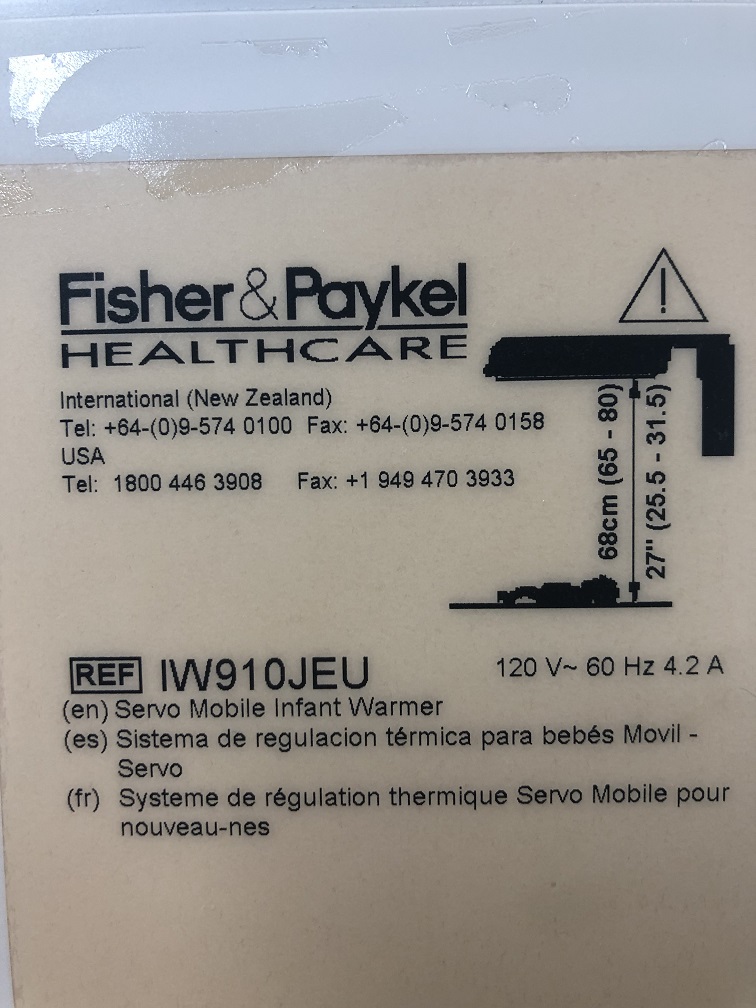 Fisher&Paykel
HEALTHCARE
International (New Zealand)
Tel: +64-(0)9-574 0100 Fax: +64-(0)9-574 0158
USA
Tel: 1800 446 3908 Fax: +1 949 470 3933
!
68cm (65 - 80)
27" (25.5 - 31.5)
REF IW910JEU
120 V~ 60 Hz 4.2 A
(en) Servo Mobile Infant Warmer
(es) Sistema de regulacion térmica para bebés Movil -
Servo
(fr) Systeme de régulation thermique Servo Mobile pour
nouveau-nes